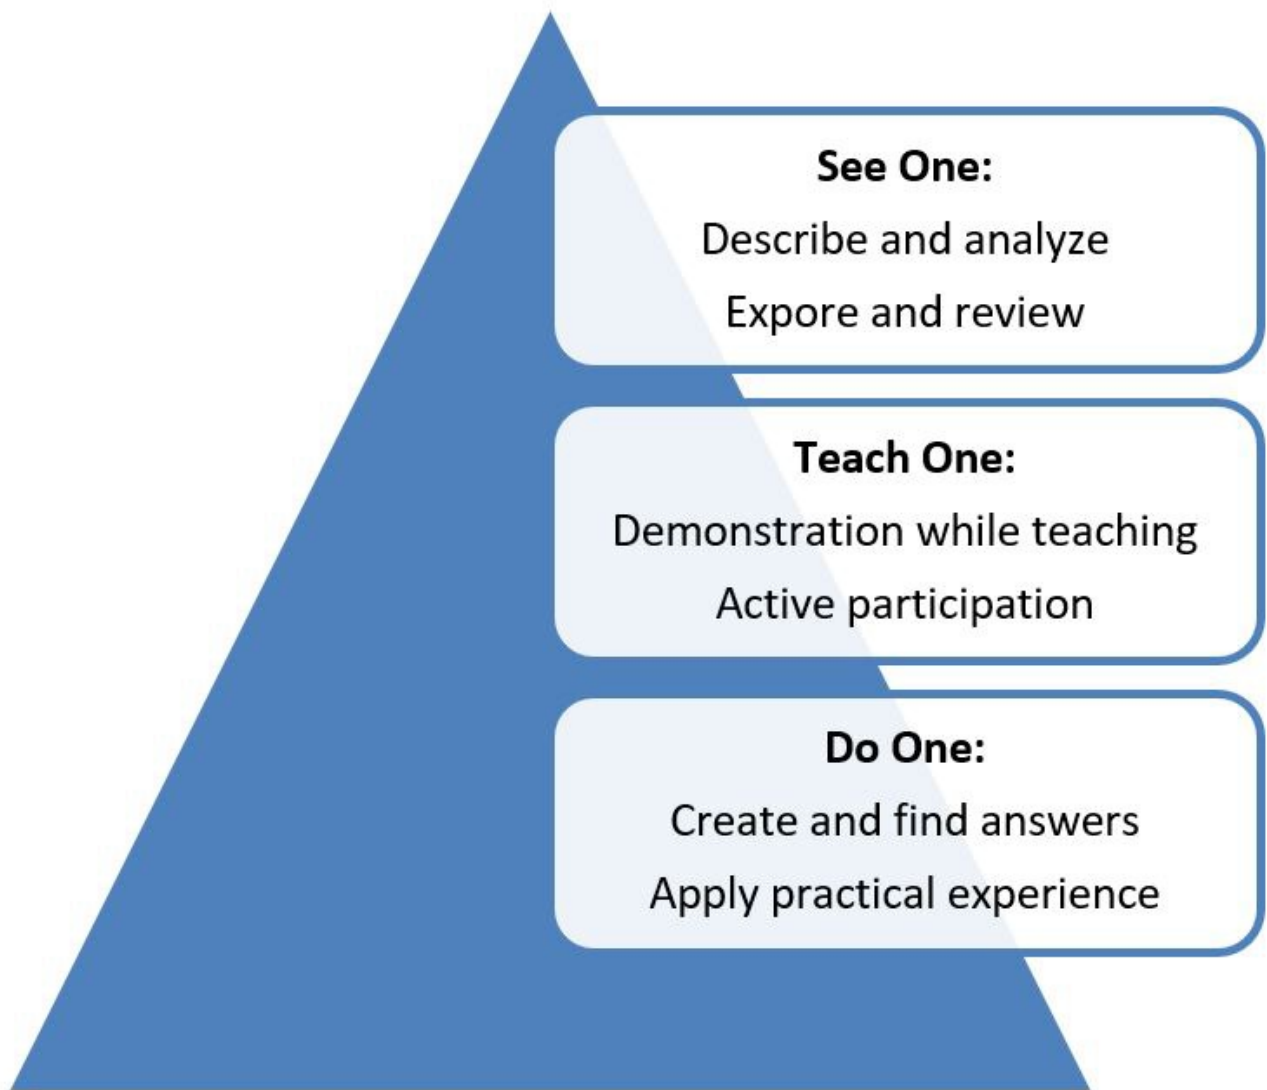 See One:
Describe and analyze
Expore and review
Teach One:
Demonstration while teaching
Active participation
Do One:
Create and find answers
Apply practical experience